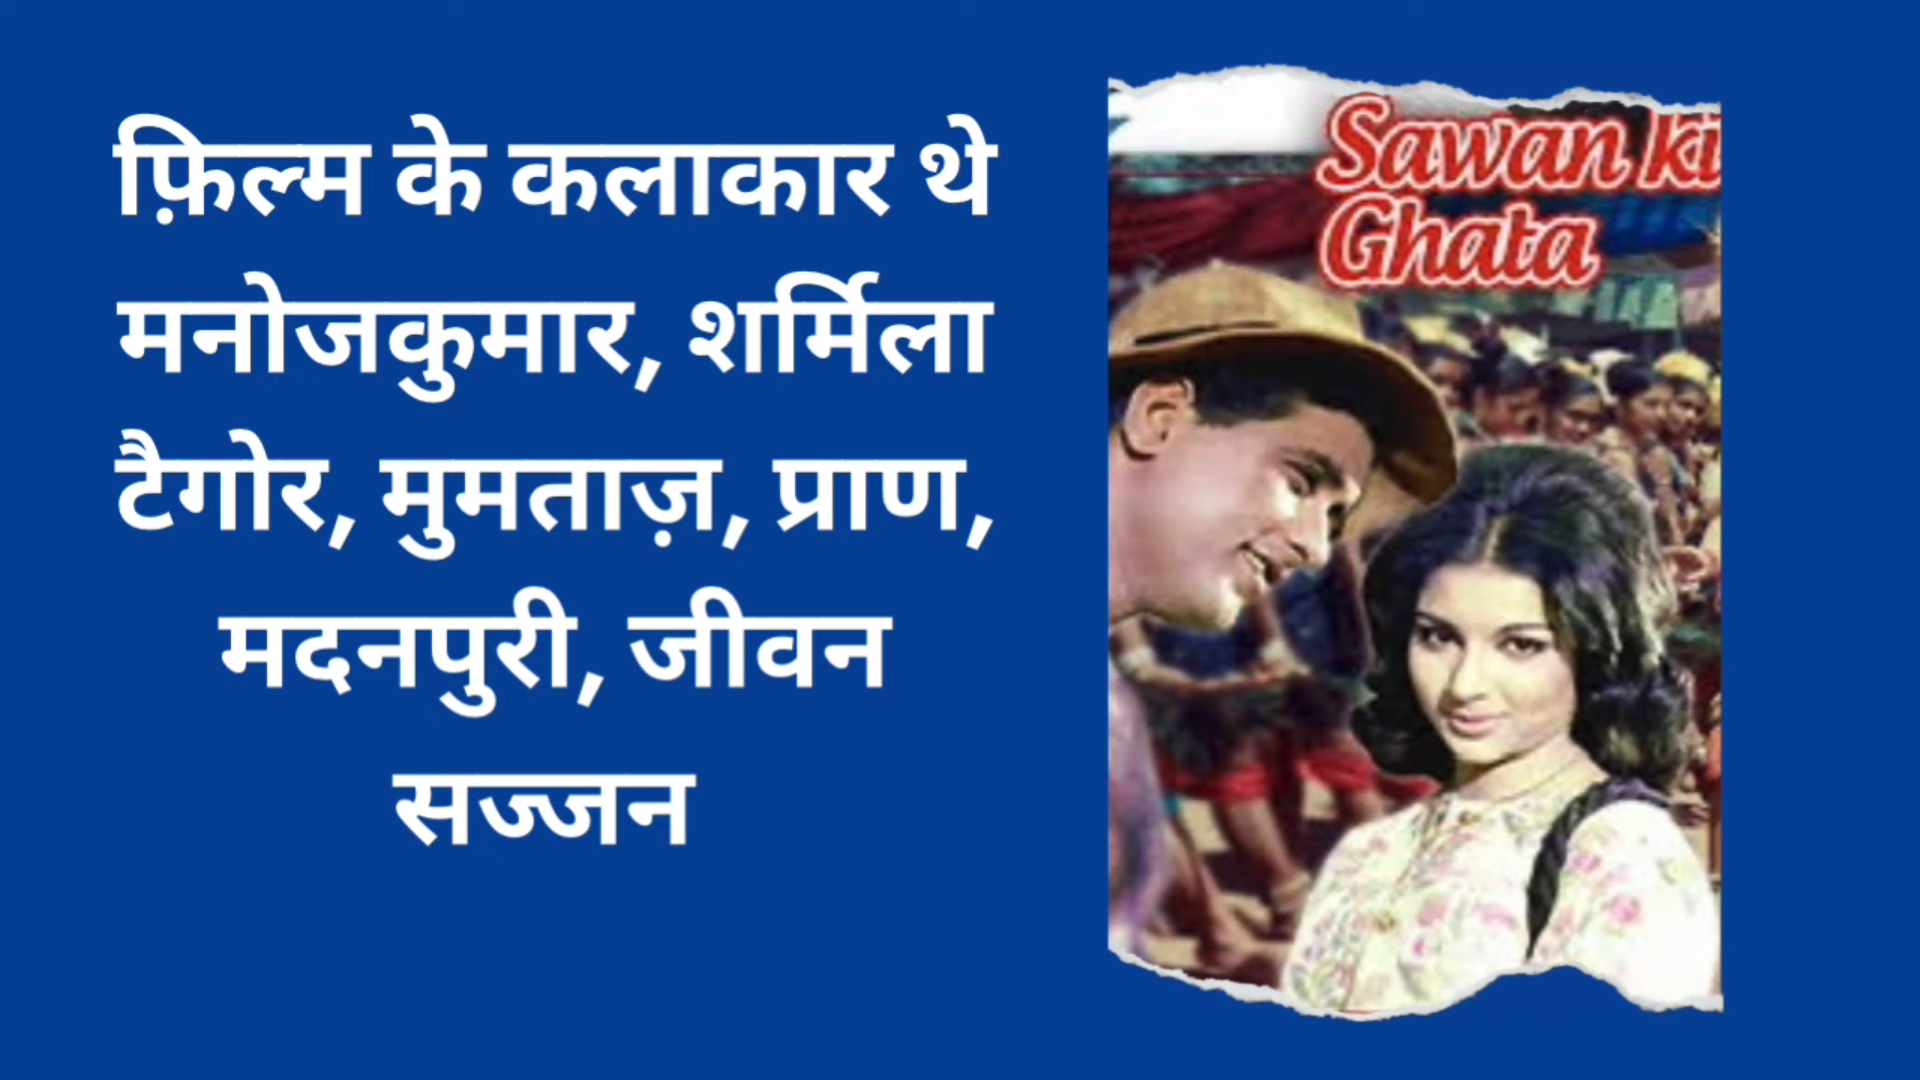 फ़िल्म के कलाकार थे
मनोजकुमार, शर्मिला
टैगोर, मुमताज़, प्राण,
मदनपुरी, जीवन
सज्जन
Sawan ki
Ghata